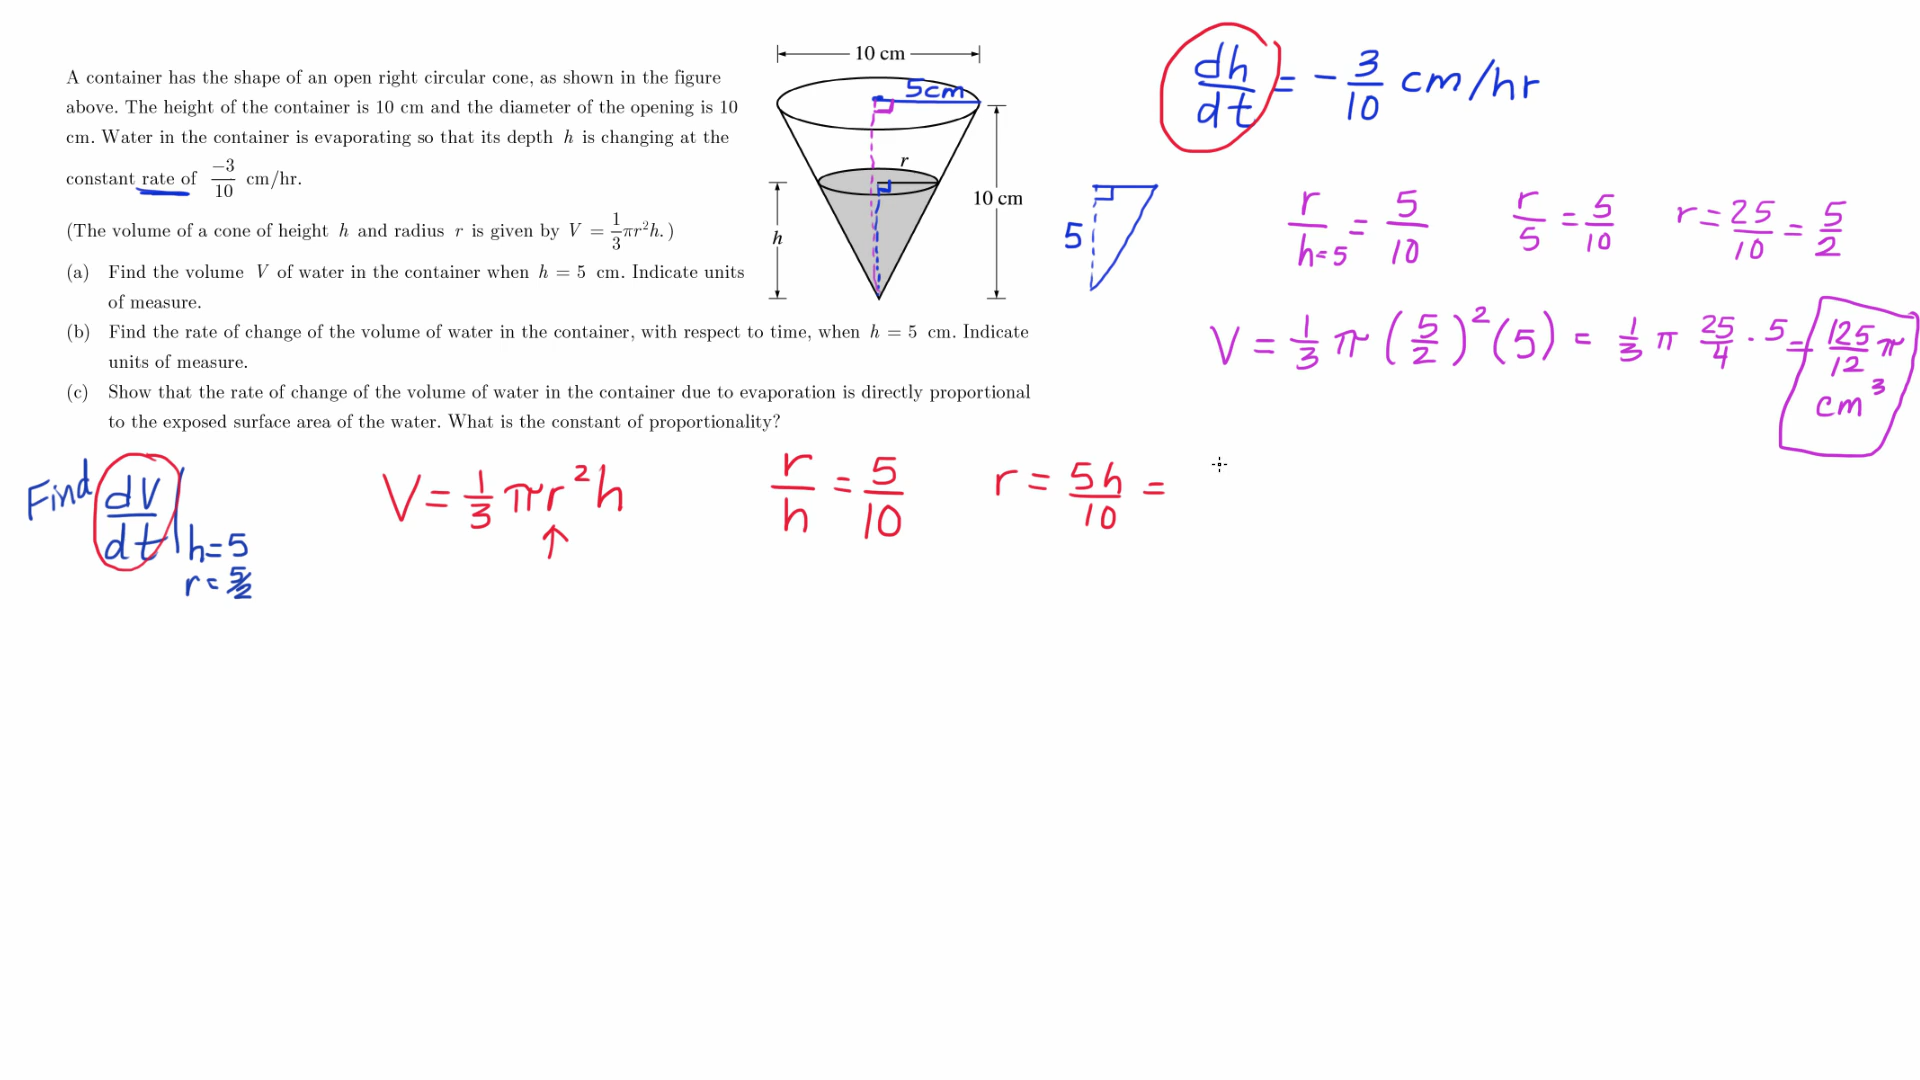 A container has the shape of an open right circular cone, as shown in the figure
above. The height of the container is 10 cm and the diameter of the opening is 10
cm. Water in the container is evaporating so that its depth h is changing at the
constant rate of −3/10 cm/hr.
(The volume of a cone of height h and radius r is given by V = 1/3 πr²h.)
(a) Find the volume V of water in the container when h = 5 cm. Indicate units
of measure.
(b) Find the rate of change of the volume of water in the container, with respect to time, when h = 5 cm. Indicate
units of measure.
(c) Show that the rate of change of the volume of water in the container due to evaporation is directly proportional
to the exposed surface area of the water. What is the constant of proportionality?
10 cm
5cm
r
10 cm
h
5
dh/dt = - 3/10 cm/hr
r/h=5 = 5/10 r/5 = 5/10 r = 25/10 = 5/2
V = 1/3 π (5/2)² (5) = 1/3 π 25/4 · 5 = 125/12 π
cm³
Find dV/dt | h=5
r = 5/2
V = 1/3 πr²h
r/h = 5/10 r = 5h/10 =